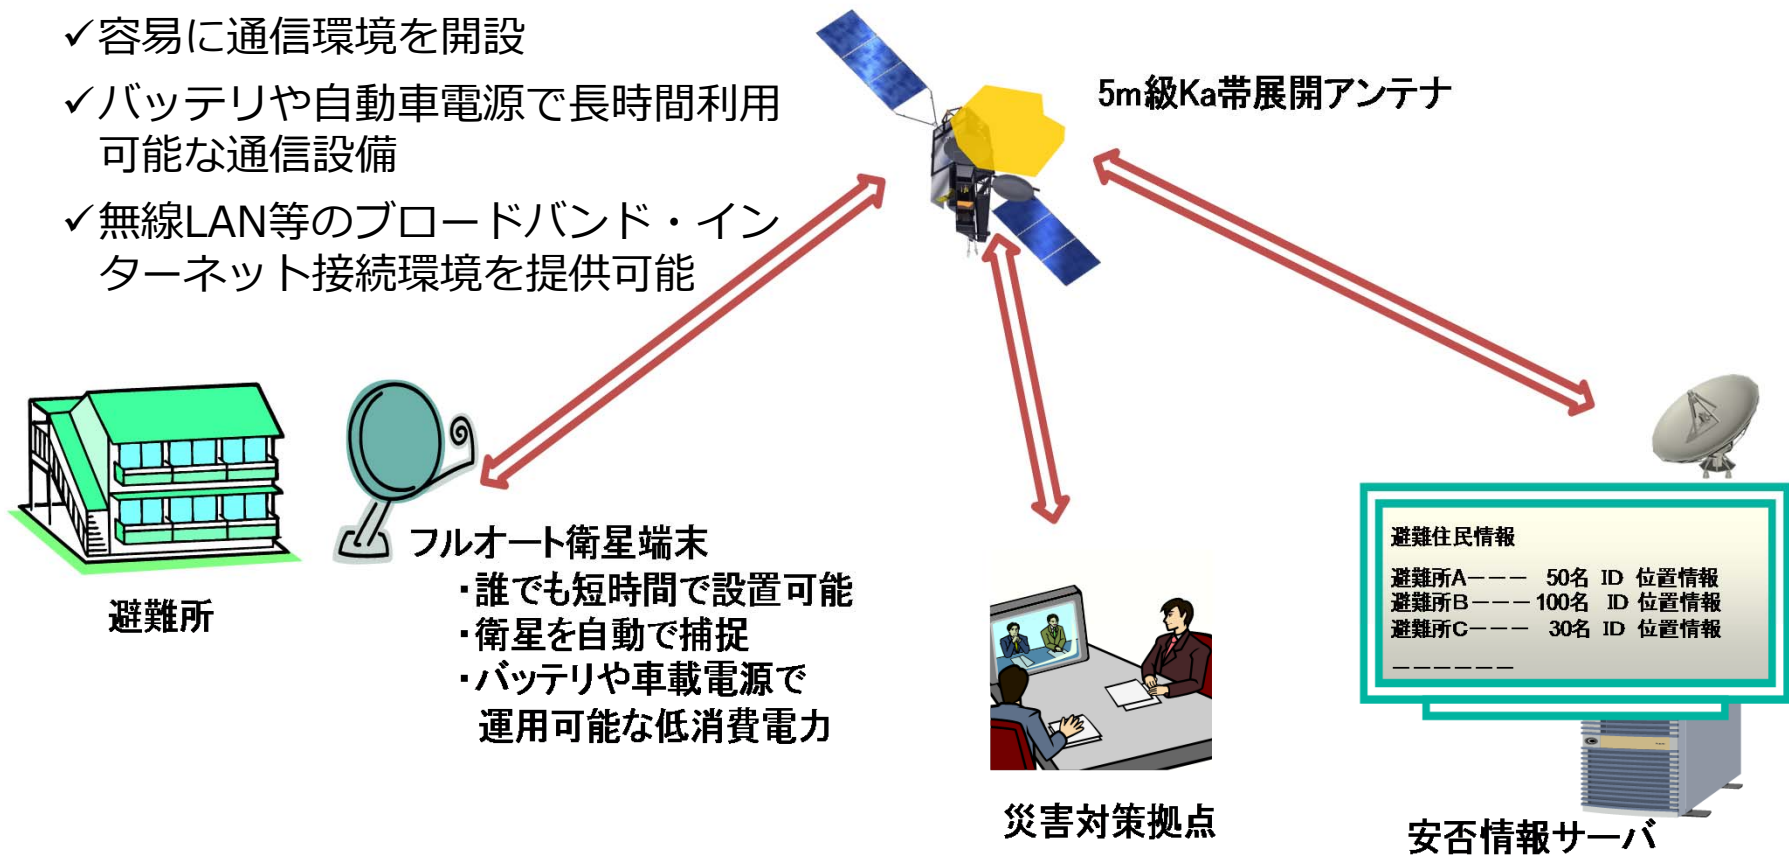 ✓容易に通信環境を開設
✓バッテリや自動車電源で長時間利用
可能な通信設備
✓無線LAN等のブロードバンド・イン
ターネット接続環境を提供可能
5m級Ka帯展開アンテナ
避難所
フルオート衛星端末
・誰でも短時間で設置可能
・衛星を自動で捕捉
・バッテリや車載電源で
運用可能な低消費電力
災害対策拠点
避難住民情報
避難所A－－－ 50名 ID 位置情報
避難所B－－－100名 ID 位置情報
避難所C－－－ 30名 ID 位置情報
－－－－－－
安否情報サーバ